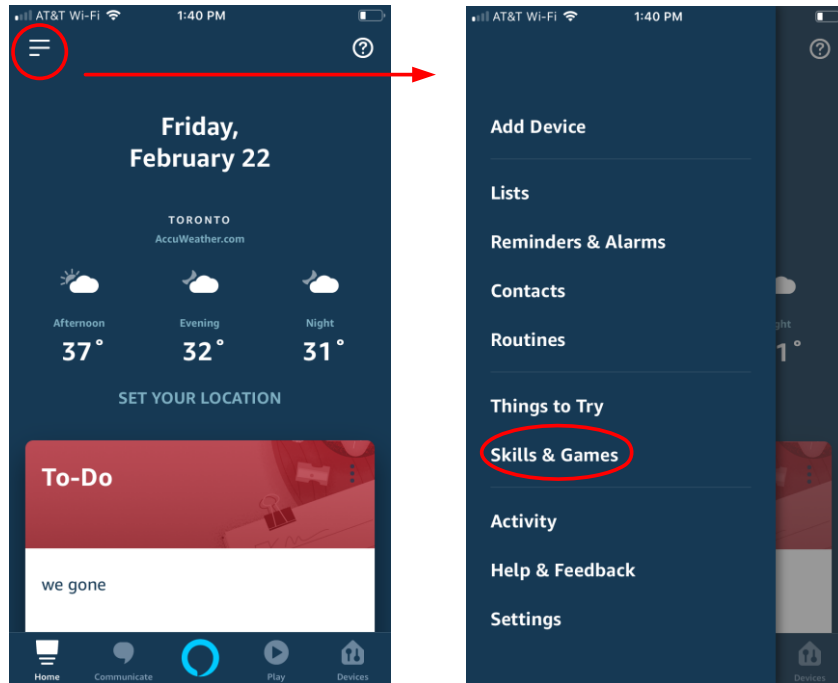 AT&T Wi-Fi
1:40 PM
Friday,
February 22
TORONTO
AccuWeather.com
Afternoon
Evening
Night
37°
32°
31°
SET YOUR LOCATION
To-Do
we gone
Home
Communicate
Play
Devices
AT&T Wi-Fi
1:40 PM
Add Device
Lists
Reminders & Alarms
Contacts
Routines
Things to Try
Skills & Games
Activity
Help & Feedback
Settings
ght
1°
Devices